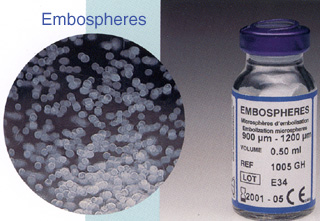 Embospheres
EMBOSPHERES
Microsphères d'embolisation
Embolization microspheres
900 µm - 1200 µm
VOLUME 0.50 ml
REF 1005 GH
LOT E34
2001 - 05 CE